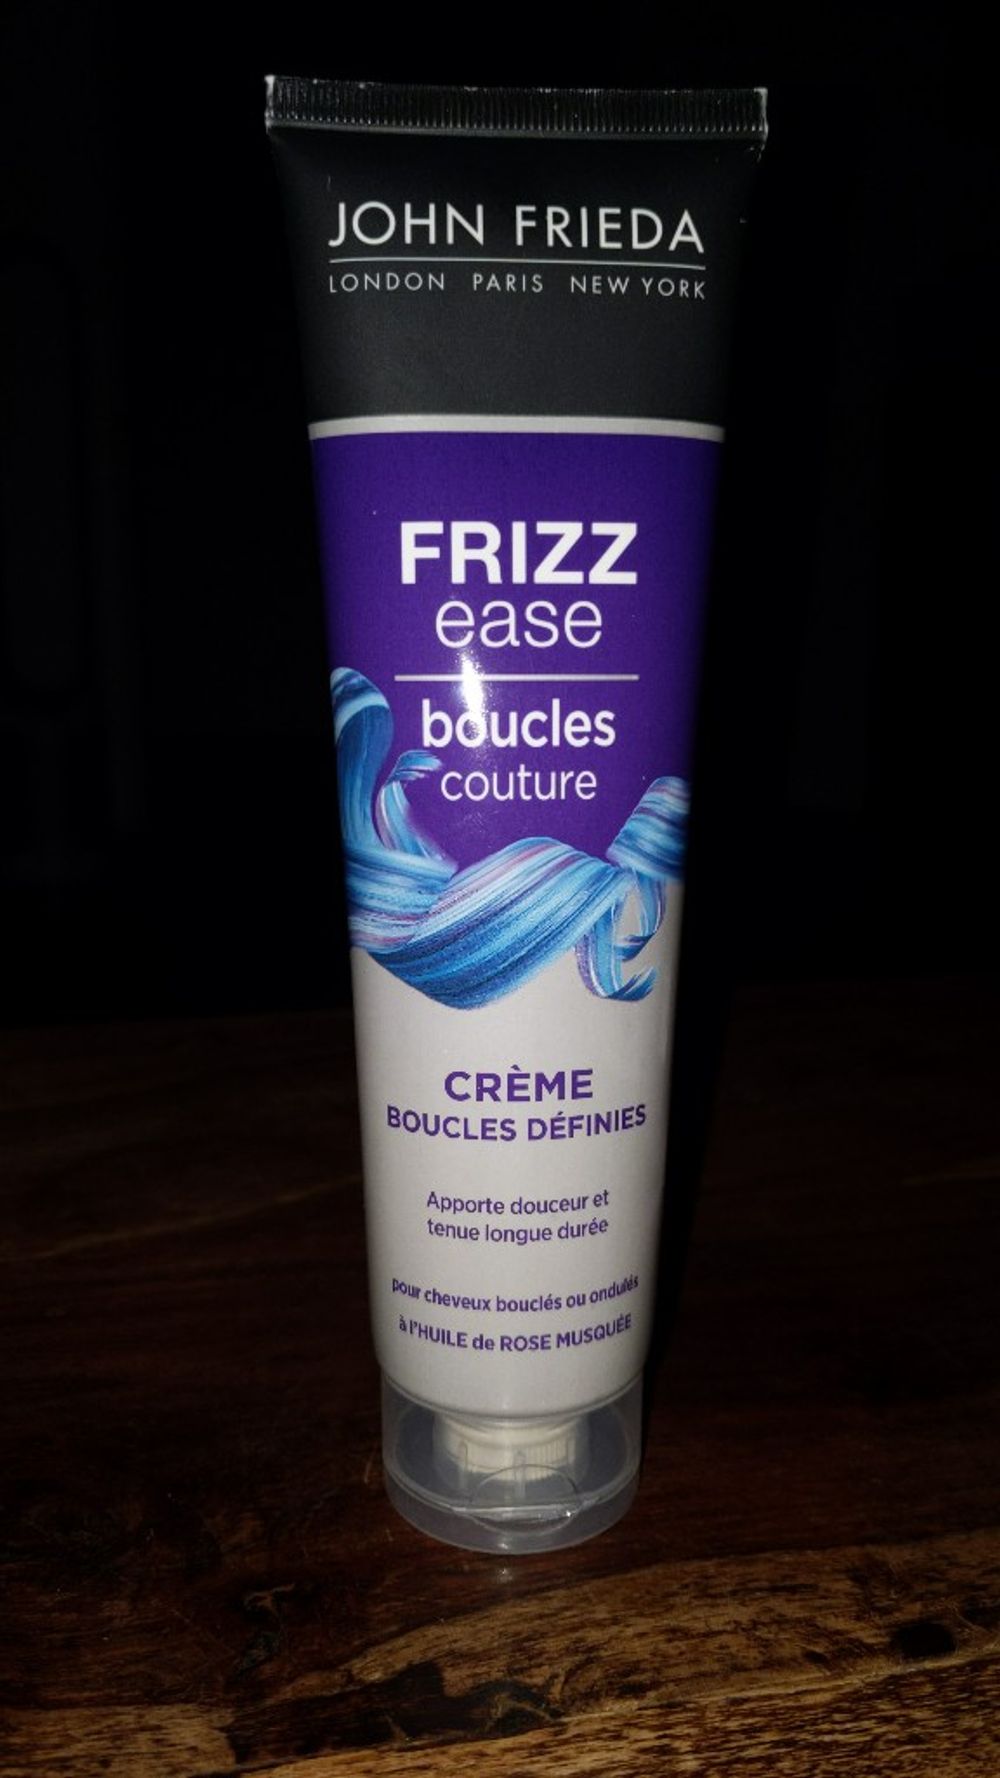 JOHN FRIEDA
LONDON PARIS NEW YORK
FRIZZ
ease
boucles
couture
CRÈME
BOUCLES DÉFINIES
Apporte douceur et
tenue longue durée
pour cheveux bouclés ou ondulés
à l'HUILE de ROSE MUSQUÉE